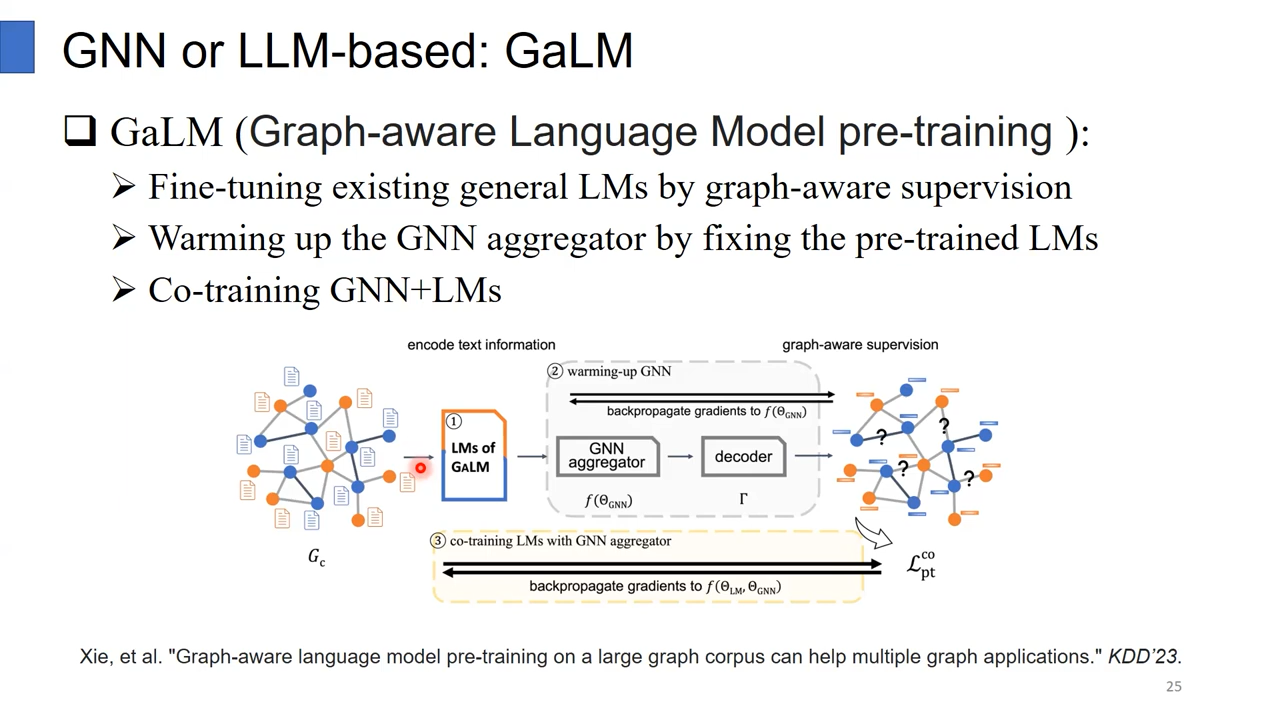 GNN or LLM-based: GaLM
GaLM (Graph-aware Language Model pre-training ):
Fine-tuning existing general LMs by graph-aware supervision
Warming up the GNN aggregator by fixing the pre-trained LMs
Co-training GNN+LMs
encode text information
graph-aware supervision
② warming-up GNN
backpropagate gradients to f(Θ_GNN)
①
LMs of
GaLM
GNN
aggregator
decoder
f(Θ_GNN)
Γ
? ? ? ?
G_c
③ co-training LMs with GNN aggregator
backpropagate gradients to f(Θ_LM, Θ_GNN)
ℒ_pt^co
Xie, et al. "Graph-aware language model pre-training on a large graph corpus can help multiple graph applications." KDD’23.
25